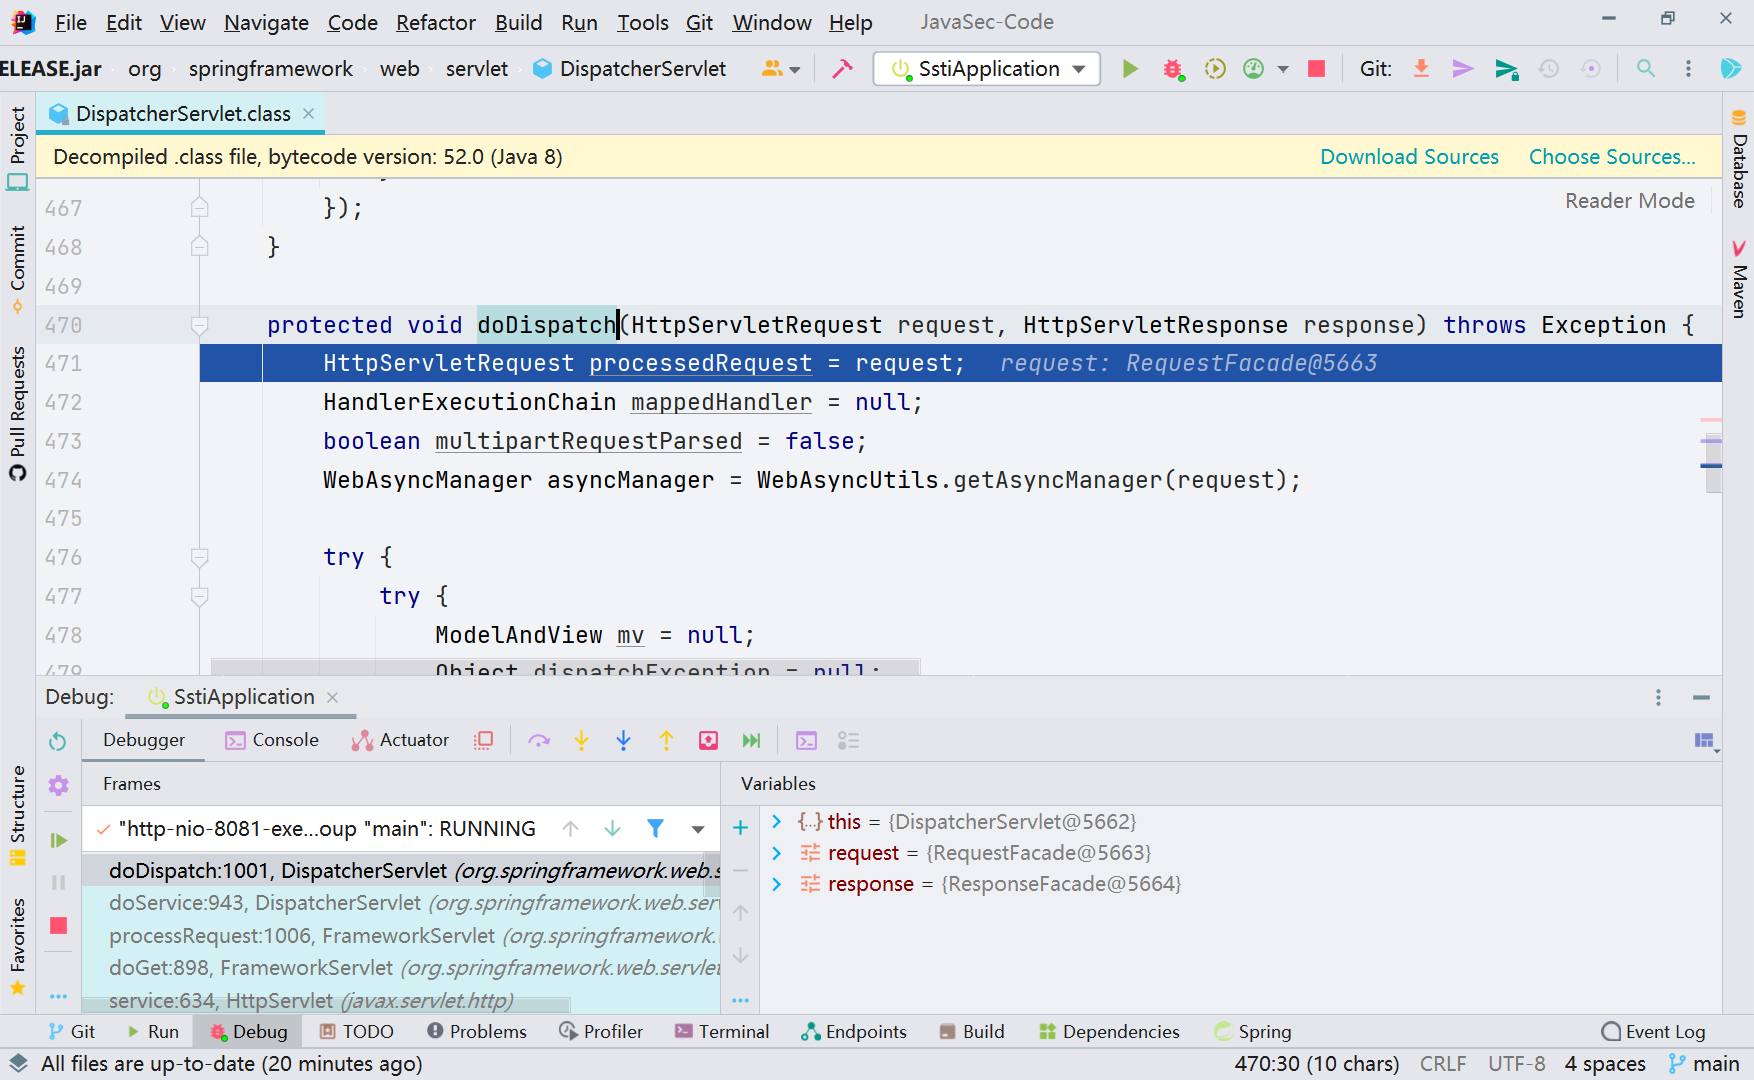 File Edit View Navigate Code Refactor Build Run Tools Git Window Help JavaSec-Code
ELEASE.jar org springframework web servlet DispatcherServlet SstiApplication Git:
DispatcherServlet.class
Decompiled .class file, bytecode version: 52.0 (Java 8) Download Sources Choose Sources...
Reader Mode
467 });
468 }
469
470 protected void doDispatch(HttpServletRequest request, HttpServletResponse response) throws Exception {
471 HttpServletRequest processedRequest = request; request: RequestFacade@5663
472 HandlerExecutionChain mappedHandler = null;
473 boolean multipartRequestParsed = false;
474 WebAsyncManager asyncManager = WebAsyncUtils.getAsyncManager(request);
475
476 try {
477 try {
478 ModelAndView mv = null;
479 Object dispatchException = null;
Project
Commit
Pull Requests
Structure
Favorites
Database
Maven
Debug: SstiApplication
Debugger Console Actuator
Frames
"http-nio-8081-exe...oup "main": RUNNING
doDispatch:1001, DispatcherServlet (org.springframework.web.s
doService:943, DispatcherServlet (org.springframework.web.serv
processRequest:1006, FrameworkServlet (org.springframework.
doGet:898, FrameworkServlet (org.springframework.web.servlet
service:634, HttpServlet (javax.servlet.http)
Variables
this = {DispatcherServlet@5662}
request = {RequestFacade@5663}
response = {ResponseFacade@5664}
Git Run Debug TODO Problems Profiler Terminal Endpoints Build Dependencies Spring Event Log
All files are up-to-date (20 minutes ago) 470:30 (10 chars) CRLF UTF-8 4 spaces main